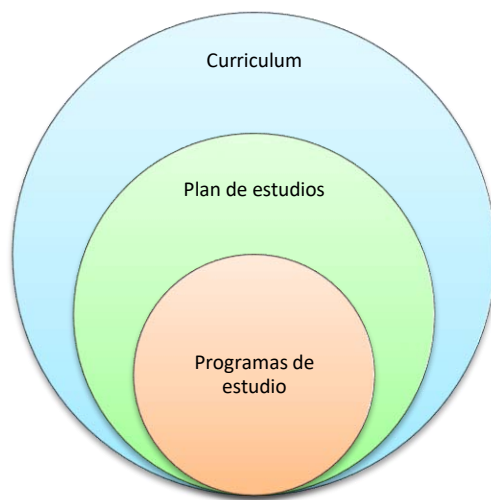 Curriculum
Plan de estudios
Programas de
estudio